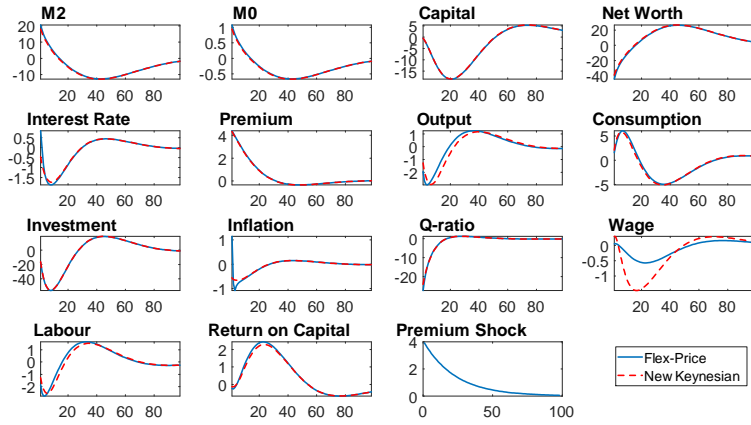 M2 M0 Capital Net Worth
20 10 0 -10 1 0.5 0 -0.5 5 0 -5 -10 -15 20 0 -20 -40
20 40 60 80 20 40 60 80 20 40 60 80 20 40 60 80
Interest Rate Premium Output Consumption
0.5 -0.5 -1.5 4 2 0 1 0 -1 -2 5 0 -5
20 40 60 80 20 40 60 80 20 40 60 80 20 40 60 80
Investment Inflation Q-ratio Wage
0 -20 -40 1 0 -1 0 -10 -20 0 -0.5 -1
20 40 60 80 20 40 60 80 20 40 60 80 20 40 60 80
Labour Return on Capital Premium Shock
1 0 -1 -2 2 1 0 4 2 0
20 40 60 80 20 40 60 80 0 50 100
Flex-Price
New Keynesian